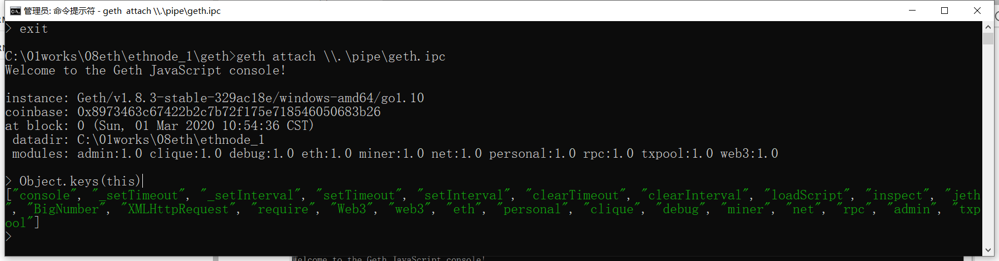 管理员: 命令提示符 - geth  attach \\.\pipe\geth.ipc
> exit
C:\01works\08eth\ethnode_1\geth>geth attach \\.\pipe\geth.ipc
Welcome to the Geth JavaScript console!
instance: Geth/v1.8.3-stable-329ac18e/windows-amd64/go1.10
coinbase: 0x8973463c67422b2c7b72f175e718546050683b26
at block: 0 (Sun, 01 Mar 2020 10:54:36 CST)
 datadir: C:\01works\08eth\ethnode_1
 modules: admin:1.0 clique:1.0 debug:1.0 eth:1.0 miner:1.0 net:1.0 personal:1.0 rpc:1.0 txpool:1.0 web3:1.0
> Object.keys(this)
["console", "_setTimeout", "_setInterval", "setTimeout", "setInterval", "clearTimeout", "clearInterval", "loadScript", "inspect", "jeth
", "BigNumber", "XMLHttpRequest", "require", "Web3", "web3", "eth", "personal", "clique", "debug", "miner", "net", "rpc", "admin", "txp
ool"]
>
Welcome to the Geth JavaScript console!